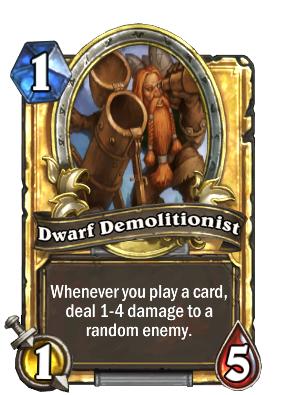 1
Dwarf Demolitionist
Whenever you play a card,
deal 1-4 damage to a
random enemy.
1
5